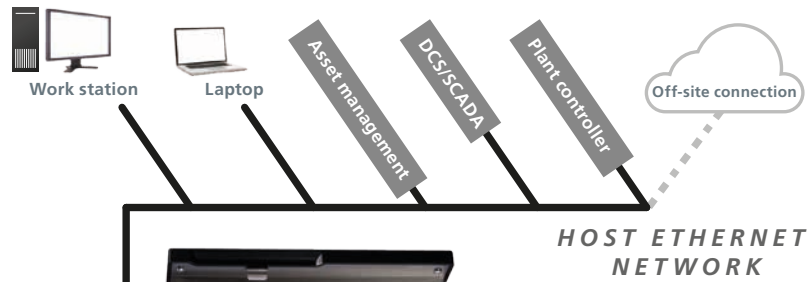 Work station
Laptop
Asset management
DCS/SCADA
Plant controller
Off-site connection
HOST ETHERNET
NETWORK